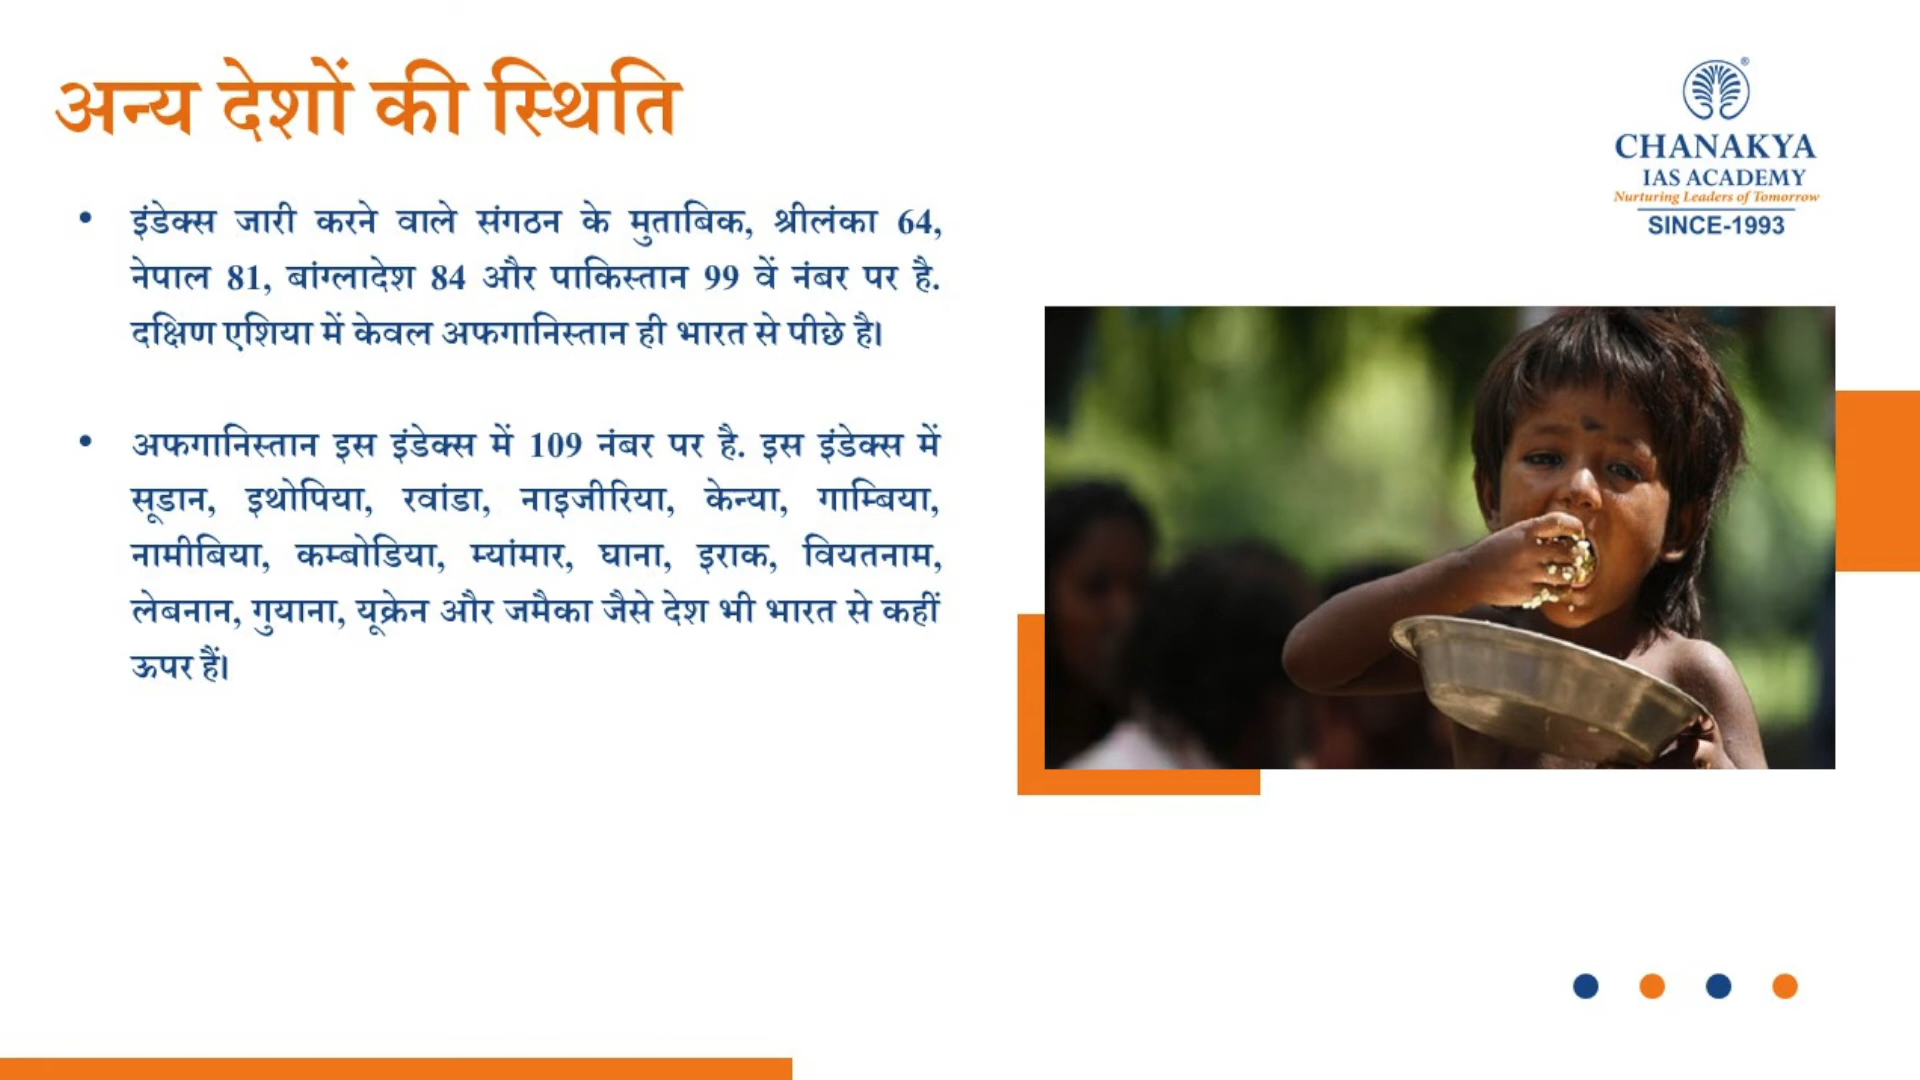 अन्य देशों की स्थिति
• इंडेक्स जारी करने वाले संगठन के मुताबिक, श्रीलंका 64,
नेपाल 81, बांग्लादेश 84 और पाकिस्तान 99 वें नंबर पर है.
दक्षिण एशिया में केवल अफगानिस्तान ही भारत से पीछे है।
• अफगानिस्तान इस इंडेक्स में 109 नंबर पर है. इस इंडेक्स में
सूडान, इथोपिया, रवांडा, नाइजीरिया, केन्या, गाम्बिया,
नामीबिया, कम्बोडिया, म्यांमार, घाना, इराक, वियतनाम,
लेबनान, गुयाना, यूक्रेन और जमैका जैसे देश भी भारत से कहीं
ऊपर हैं।
®
CHANAKYA
IAS ACADEMY
Nurturing Leaders of Tomorrow
SINCE-1993